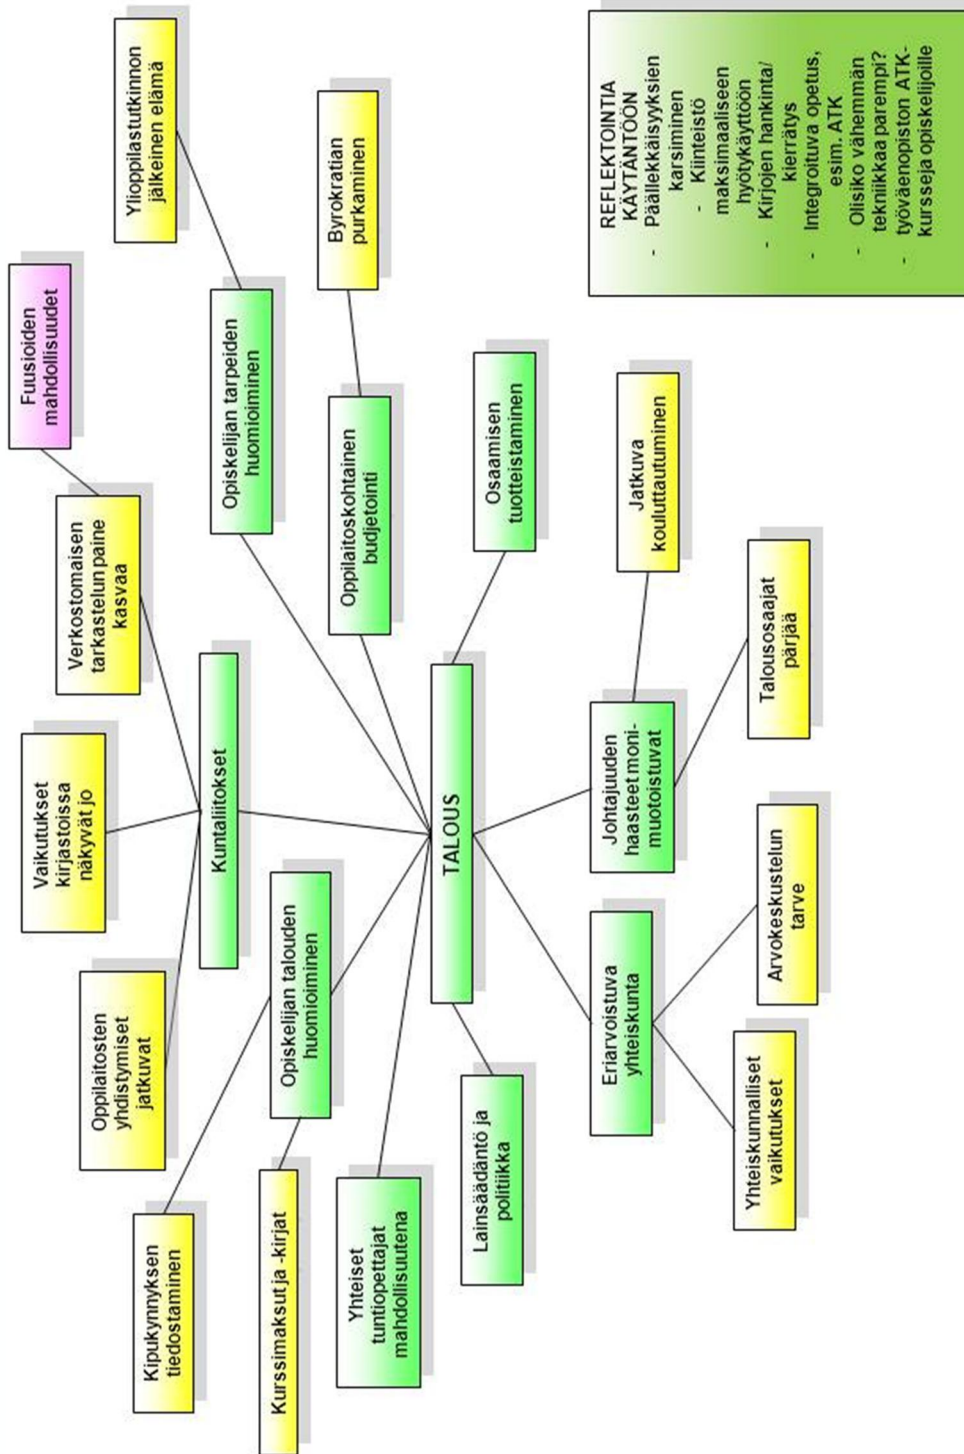 Kipukynnyksen
tiedostaminen
Oppilaitosten
yhdistymiset
jatkuvat
Vaikutukset
kirjastoissa
näkyvät jo
Verkostomaisen
tarkastelun paine
kasvaa
Fuusioiden
mahdollisuudet
Ylioppilastutkinnon
jälkeinen elämä
Kurssimaksut ja -kirjat
Opiskelijan talouden
huomioiminen
Kuntaliitokset
Opiskelijan tarpeiden
huomioiminen
Byrokratian
purkaminen
Yhteiset
tuntiopettajat
mahdollisuutena
Oppilaitoskohtainen
budjetointi
TALOUS
Lainsäädäntö ja
politiikka
Osaamisen
tuotteistaminen
Eriarvoistuva
yhteiskunta
Johtajuuden
haasteet moni-
muotoistuvat
Jatkuva
kouluttautuminen
Yhteiskunnalliset
vaikutukset
Arvokeskustelun
tarve
Talousosaajat
pärjää
REFLEKTOINTIA
KÄYTÄNTÖÖN
- Päällekkäisyyksien
karsiminen
- Kiinteistö
maksimaaliseen
hyötykäyttöön
- Kirjojen hankinta/
kierrätys
- Integroituva opetus,
esim. ATK
- Olisiko vähemmän
tekniikkaa parempi?
- työväenopiston ATK-
kursseja opiskelijoille